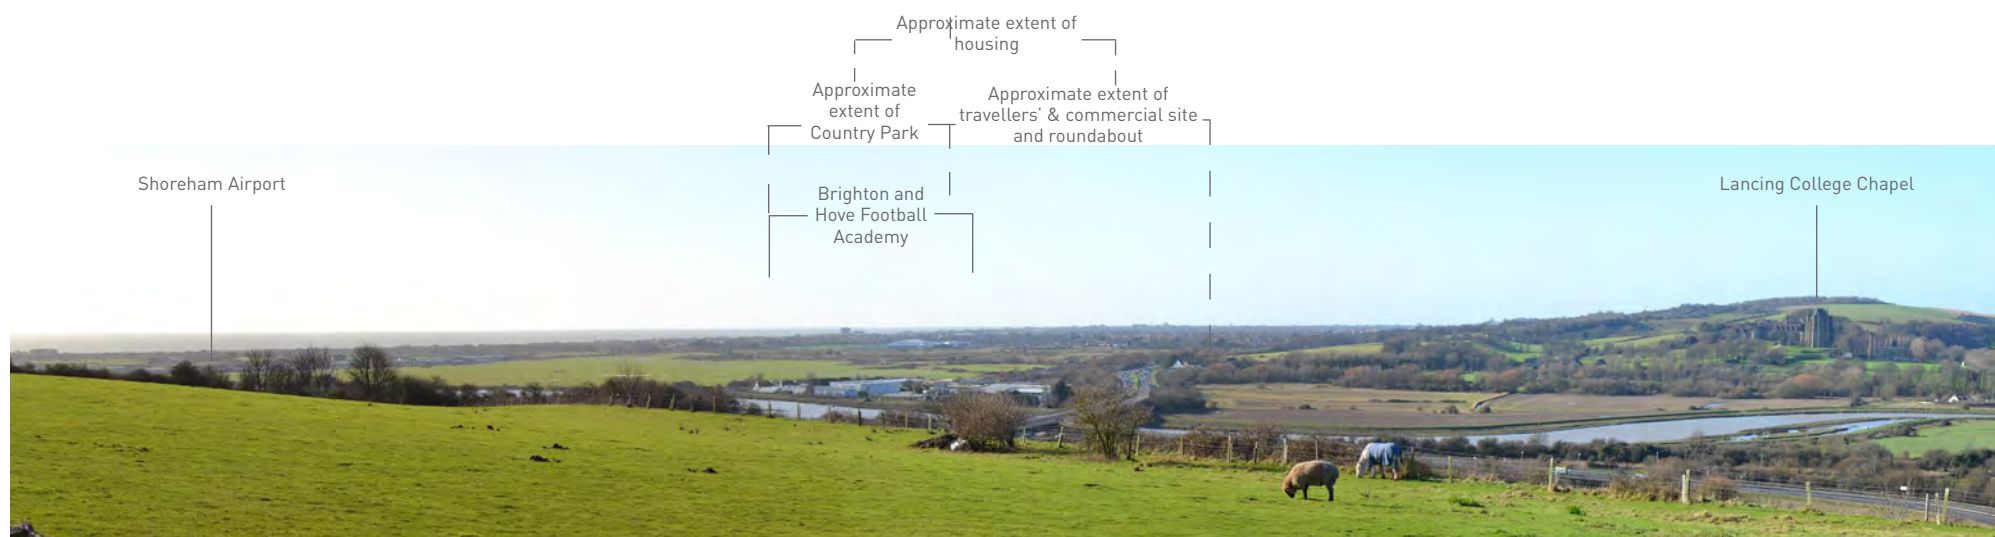 Approximate extent of
housing
Approximate
extent of
Country Park
Approximate extent of
travellers’ & commercial site
and roundabout
Shoreham Airport
Brighton and
Hove Football
Academy
Lancing College Chapel